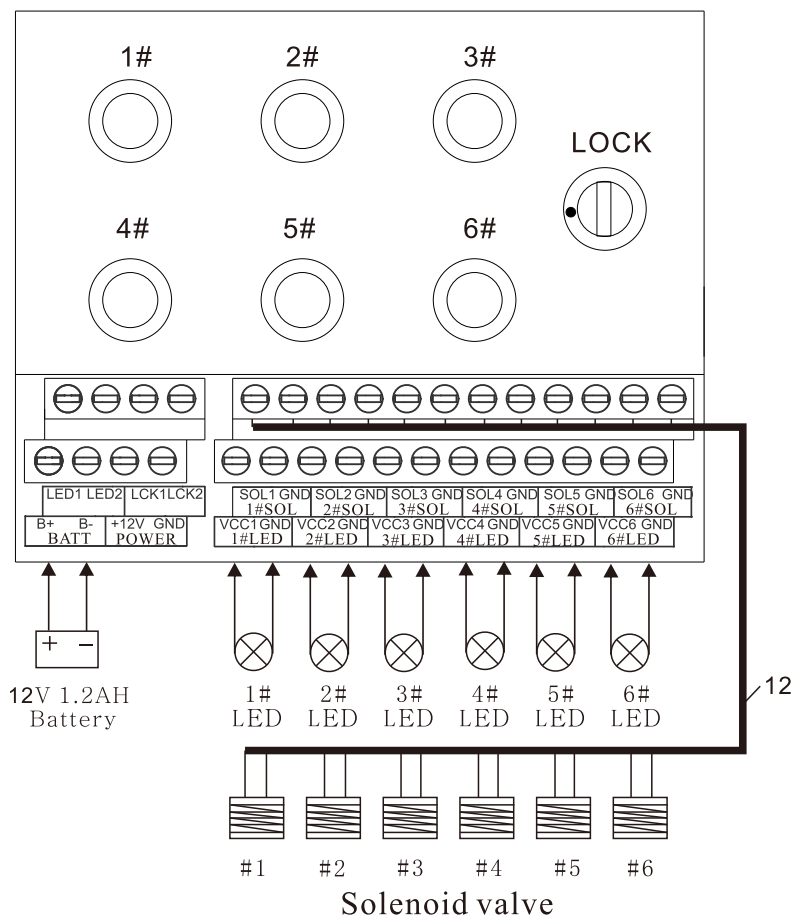 1# 2# 3#
LOCK
4# 5# 6#
LED1 LED2 LCK1LCK2 SOL1 GND SOL2 GND SOL3 GND SOL4 GND SOL5 GND SOL6 GND
1#SOL 2#SOL 3#SOL 4#SOL 5#SOL 6#SOL
B+ B- +12V GND VCC1 GND VCC2 GND VCC3 GND VCC4 GND VCC5 GND VCC6 GND
BATT POWER 1#LED 2#LED 3#LED 4#LED 5#LED 6#LED
+ −
12V 1.2AH 1# 2# 3# 4# 5# 6# 12
Battery LED LED LED LED LED LED
#1 #2 #3 #4 #5 #6
Solenoid valve